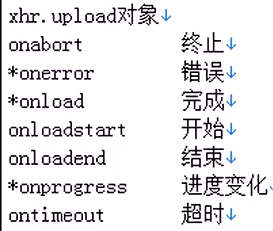 xhr.upload对象↓
onabort 终止↓
*onerror 错误↓
*onload 完成↓
onloadstart 开始↓
onloadend 结束↓
*onprogress 进度变化
ontimeout 超时↓